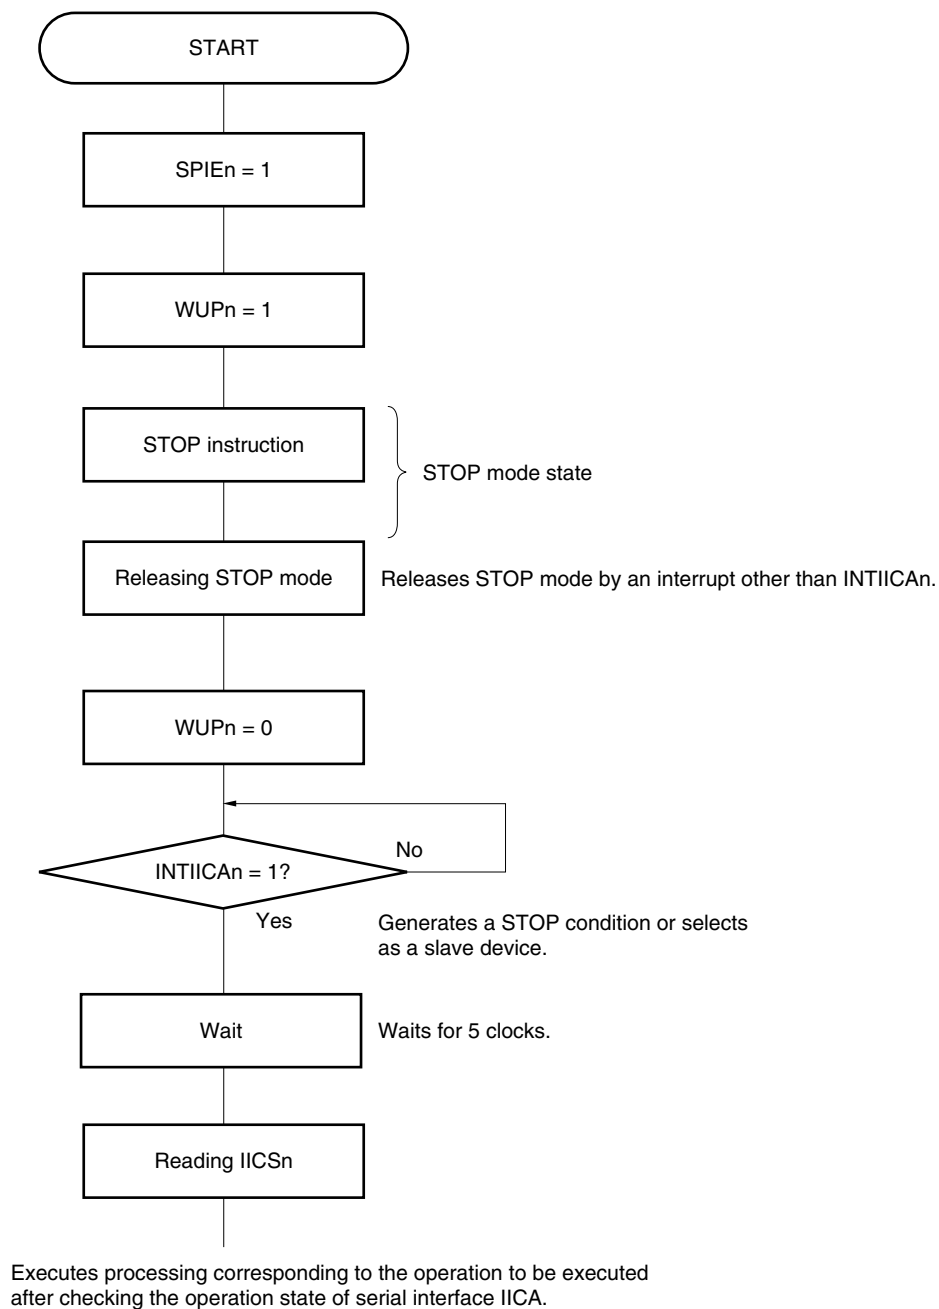 START
SPIEn = 1
WUPn = 1
STOP instruction
STOP mode state
Releasing STOP mode
Releases STOP mode by an interrupt other than INTIICAn.
WUPn = 0
INTIICAn = 1?
No
Yes
Generates a STOP condition or selects
as a slave device.
Wait
Waits for 5 clocks.
Reading IICSn
Executes processing corresponding to the operation to be executed
after checking the operation state of serial interface IICA.